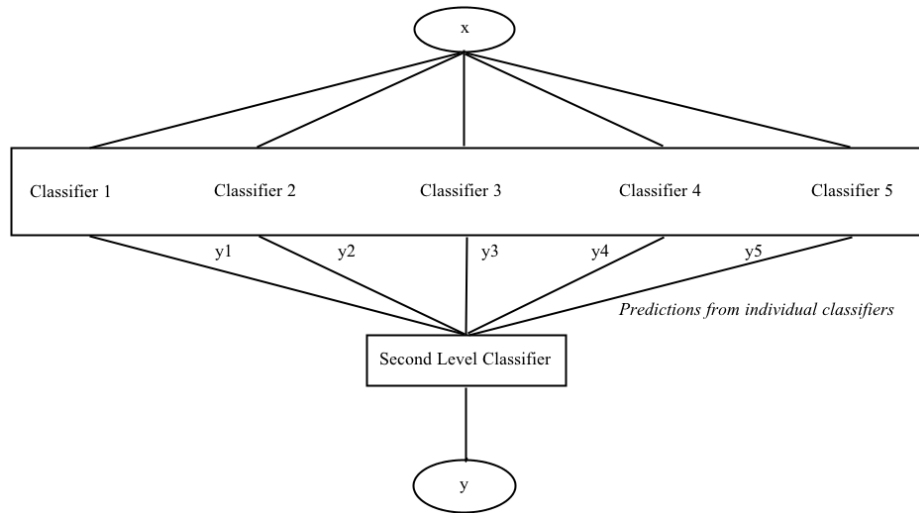 x
Classifier 1 Classifier 2 Classifier 3 Classifier 4 Classifier 5
y1 y2 y3 y4 y5
Predictions from individual classifiers
Second Level Classifier
y